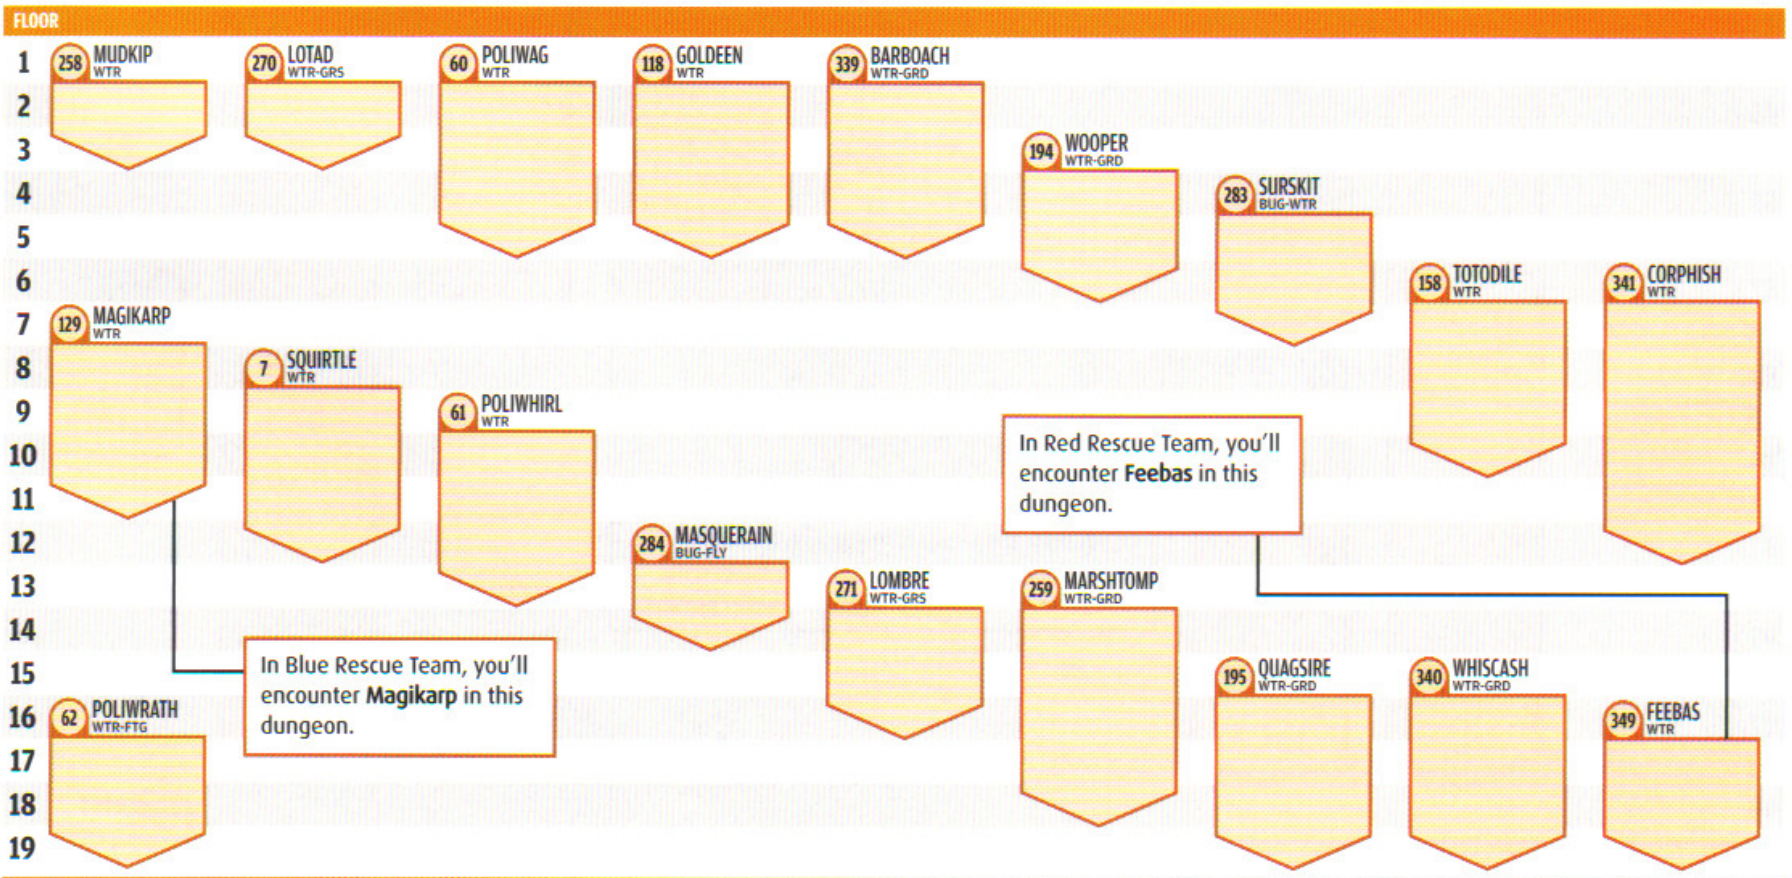 FLOOR
1 258 MUDKIP 270 LOTAD 60 POLIWAG 118 GOLDEEN 339 BARBOACH
WTR WTR-GRS WTR WTR WTR-GRD
2
3 194 WOOPER
WTR-GRD
4 283 SURSKIT
BUG-WTR
5
6 158 TOTODILE 341 CORPHISH
WTR WTR
7 129 MAGIKARP
WTR
8 7 SQUIRTLE
WTR
9 61 POLIWHIRL
WTR
In Red Rescue Team, you'll
10
encounter Feebas in this
dungeon.
11
12 284 MASQUERAIN
BUG-FLY
13 271 LOMBRE 259 MARSHTOMP
WTR-GRS WTR-GRD
14
15 195 QUAGSIRE 340 WHISCASH
WTR-GRD WTR-GRD
In Blue Rescue Team, you'll
encounter Magikarp in this
dungeon.
16 62 POLIWRATH 349 FEEBAS
WTR-FTG WTR
17
18
19